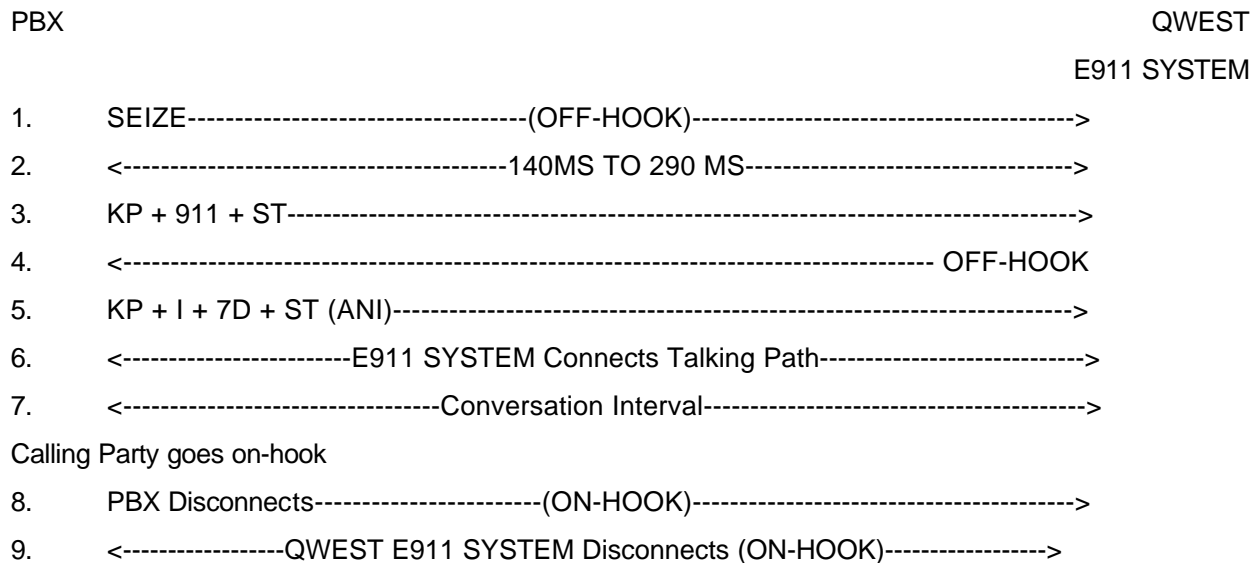 PBX QWEST
E911 SYSTEM
1. SEIZE-----------------------------------(OFF-HOOK)---------------------------------------->
2. <----------------------------------------140MS TO 290 MS----------------------------------->
3. KP + 911 + ST------------------------------------------------------------------------------------>
4. <-------------------------------------------------------------------------------------- OFF-HOOK
5. KP + I + 7D + ST (ANI)------------------------------------------------------------------------>
6. <------------------------E911 SYSTEM Connects Talking Path---------------------------->
7. <----------------------------------Conversation Interval---------------------------------------->
Calling Party goes on-hook
8. PBX Disconnects------------------------(ON-HOOK)---------------------------------------->
9. <-----------------QWEST E911 SYSTEM Disconnects (ON-HOOK)----------------->